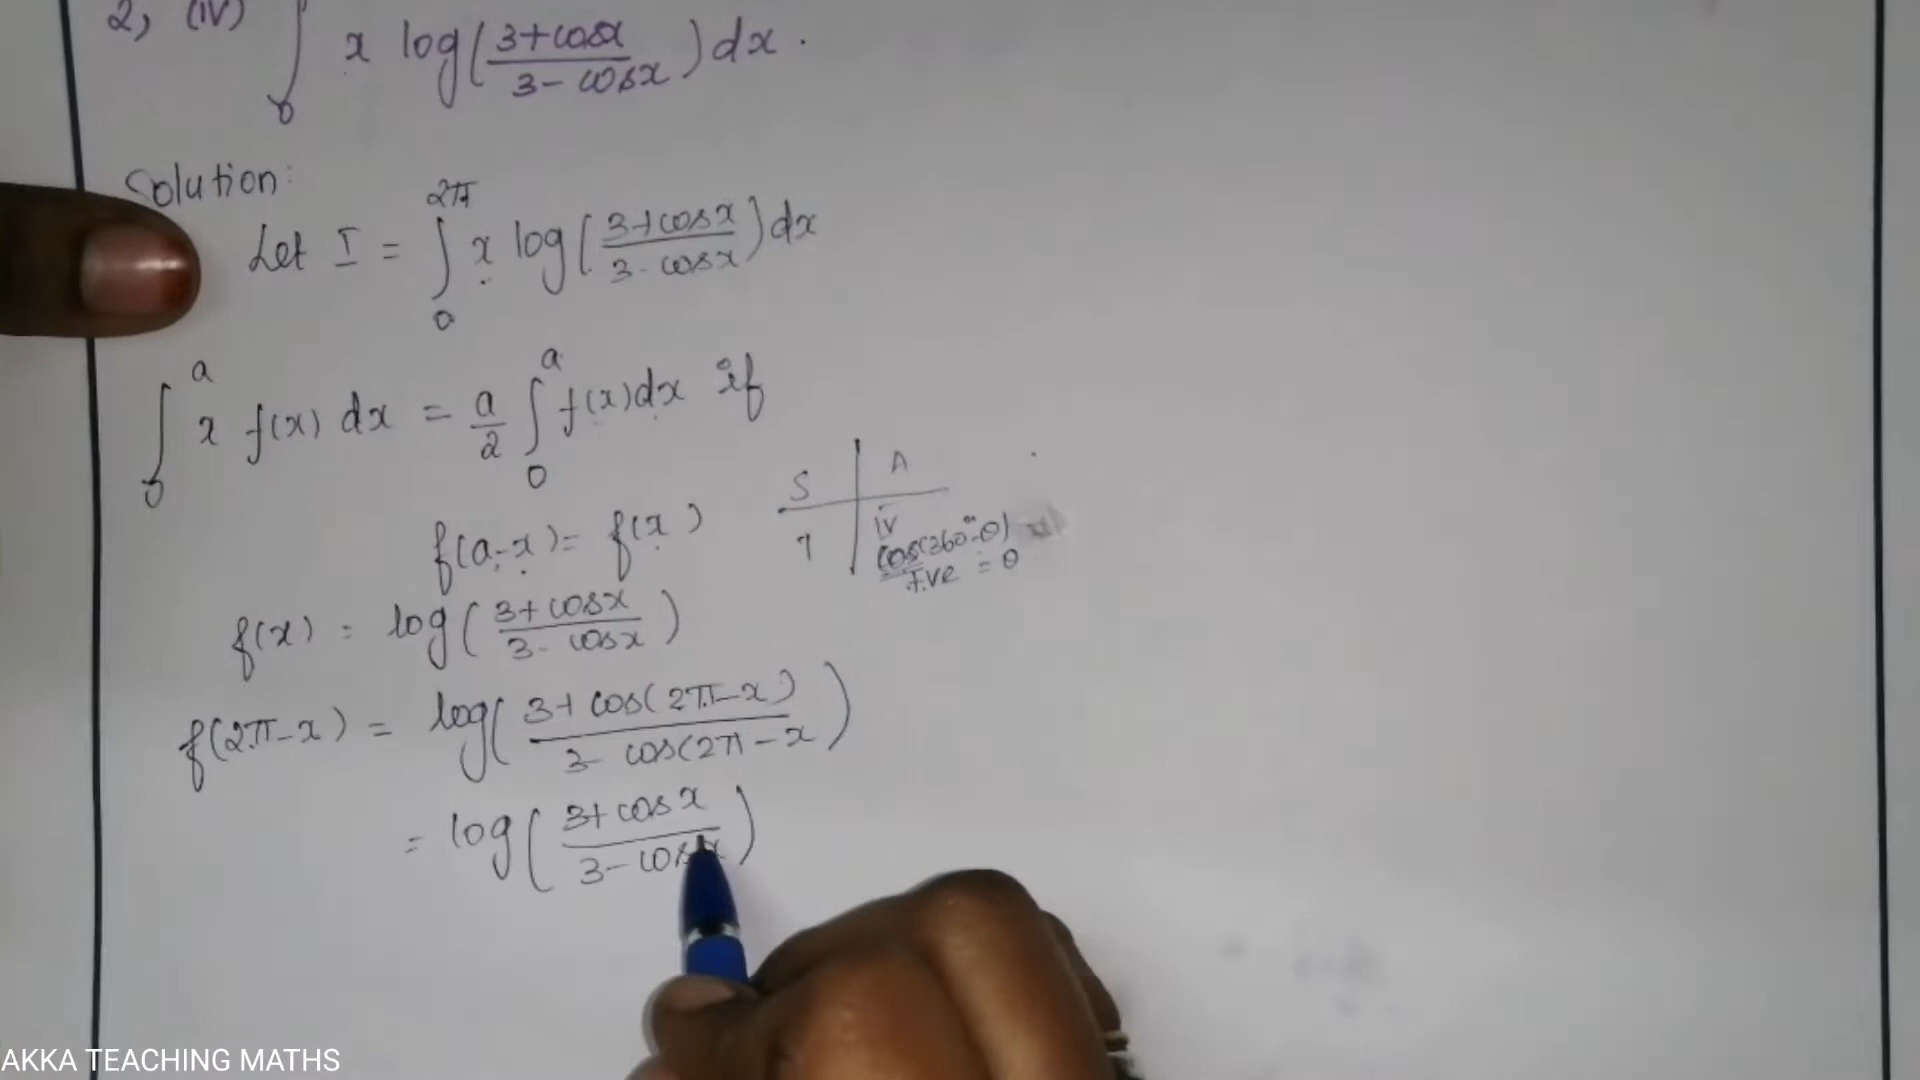 2, (iv) ∫₀ x log(3+cosx / 3-cosx) dx.
Solution:
Let I = ∫₀^2π x log(3+cosx / 3-cosx) dx
∫₀^a x f(x) dx = a/2 ∫₀^a f(x) dx if
f(a-x) = f(x)
S A
T IV
cos(360°-θ)
+ve = θ
f(x) = log(3+cosx / 3-cosx)
f(2π-x) = log(3+cos(2π-x) / 3-cos(2π-x)
= log(3+cosx / 3-cosx)
AKKA TEACHING MATHS